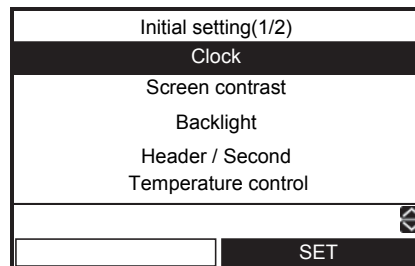 Initial setting(1/2)
Clock
Screen contrast
Backlight
Header / Second
Temperature control
SET